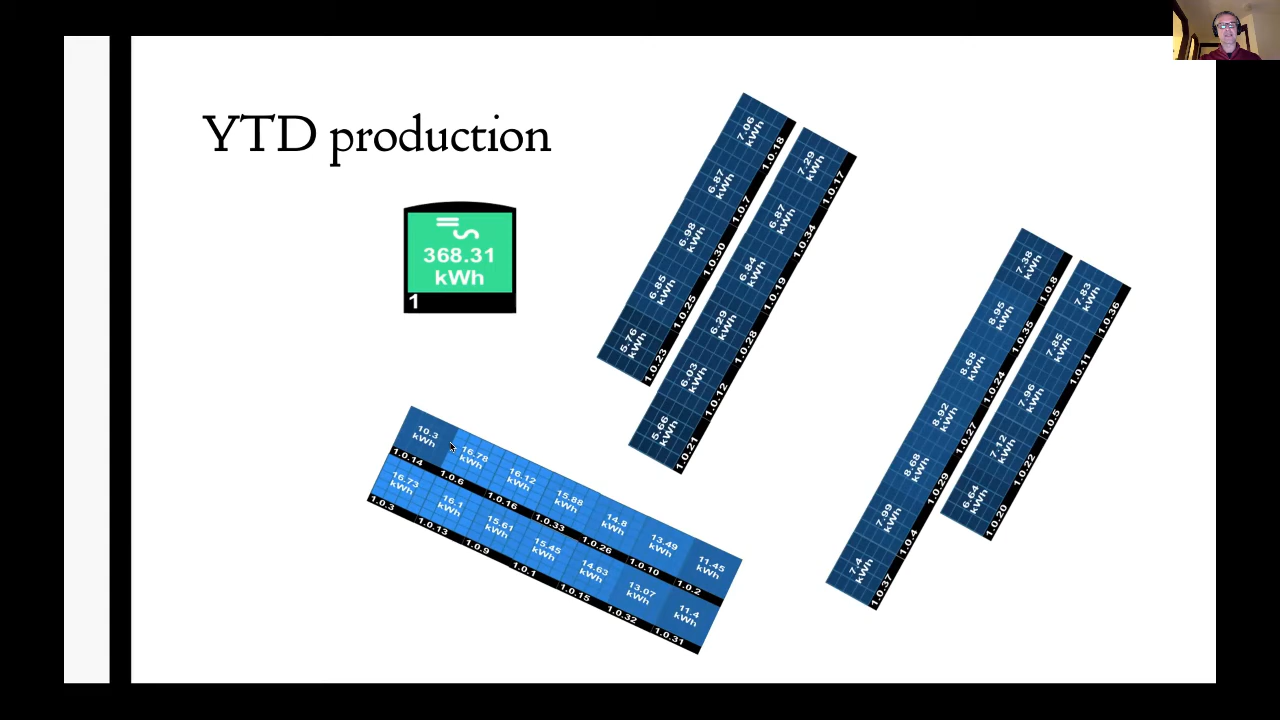 YTD production
368.31
kWh
1
7.06
kWh
1.0.18
6.87
kWh
1.0.7
6.98
kWh
1.0.30
6.85
kWh
1.0.25
5.76
kWh
1.0.23
7.29
kWh
1.0.17
6.87
kWh
1.0.34
6.84
kWh
1.0.19
6.29
kWh
1.0.28
6.03
kWh
1.0.12
5.66
kWh
1.0.21
7.38
kWh
1.0.8
8.95
kWh
1.0.35
8.68
kWh
1.0.24
8.92
kWh
1.0.27
8.68
kWh
1.0.29
7.99
kWh
1.0.4
7.4
kWh
1.0.37
7.83
kWh
1.0.36
7.85
kWh
1.0.11
7.96
kWh
1.0.5
7.12
kWh
1.0.22
6.64
kWh
1.0.20
10.3
kWh
1.0.14
16.78
kWh
1.0.6
16.12
kWh
1.0.16
15.88
kWh
1.0.33
14.8
kWh
1.0.26
13.49
kWh
1.0.10
11.45
kWh
1.0.2
16.73
kWh
1.0.3
16.1
kWh
1.0.13
15.61
kWh
1.0.9
15.45
kWh
1.0.1
14.63
kWh
1.0.15
13.07
kWh
1.0.32
11.4
kWh
1.0.31